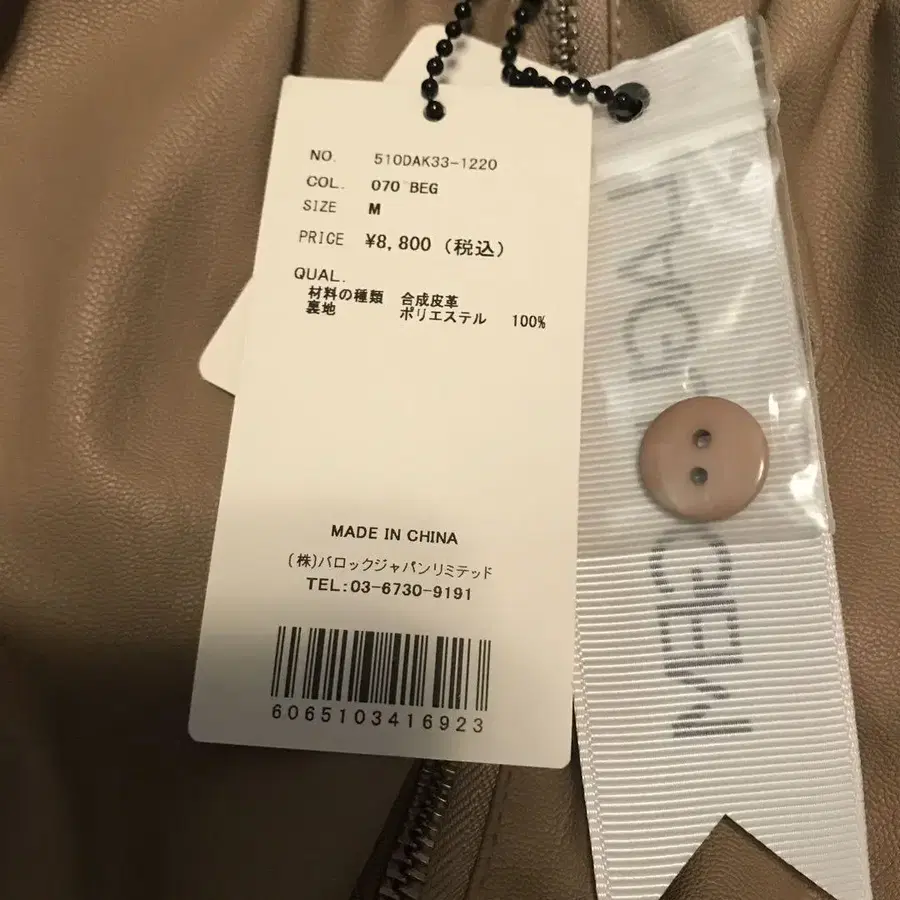 NO. 510DAK33-1220
COL. 070 BEG
SIZE M
PRICE ¥8,800 (税込)
QUAL.
材料の種類 合成皮革
裏地 ポリエステル 100%
MADE IN CHINA
(株)バロックジャパンリミテッド
TEL:03-6730-9191
6065103416923